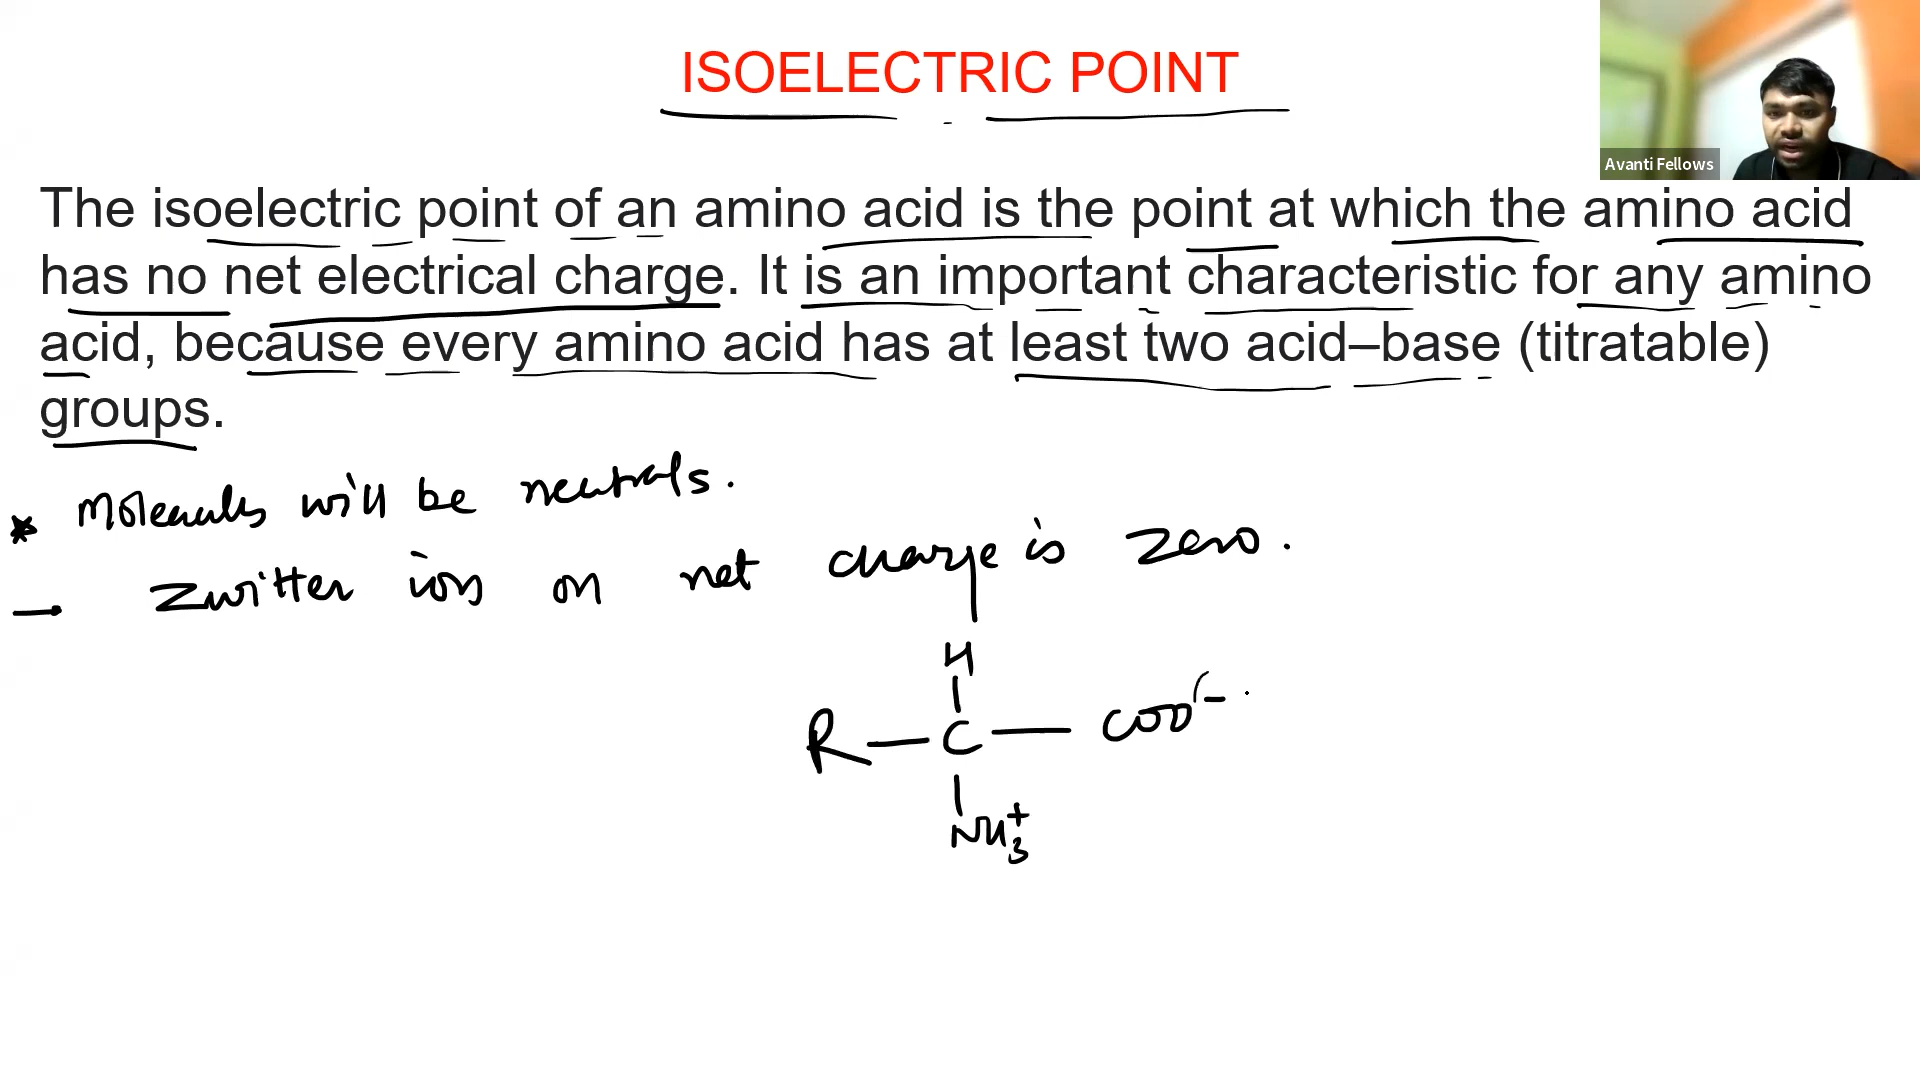 ISOELECTRIC POINT
Avanti Fellows
The isoelectric point of an amino acid is the point at which the amino acid
has no net electrical charge. It is an important characteristic for any amino
acid, because every amino acid has at least two acid–base (titratable)
groups.
* Molecules will be neutrals.
— Zwitter ion on net charge is zero.
H
R — C — COO⁻
NH₃⁺